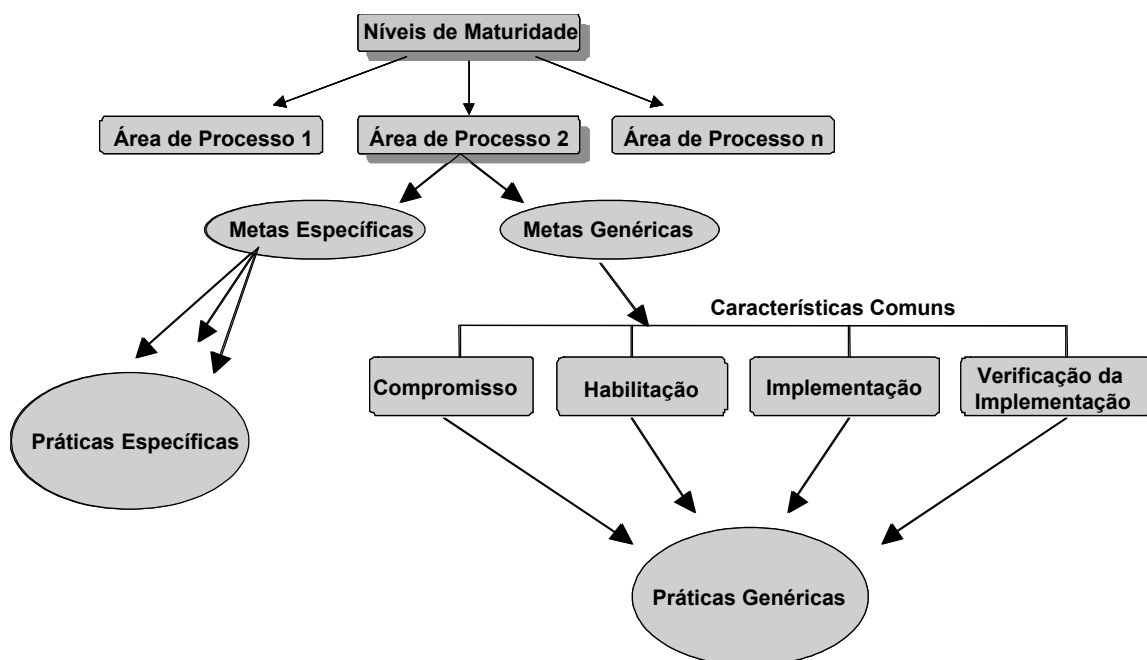 Níveis de Maturidade
Área de Processo 1
Área de Processo 2
Área de Processo n
Metas Específicas
Metas Genéricas
Características Comuns
Compromisso
Habilitação
Implementação
Verificação da
Implementação
Práticas Específicas
Práticas Genéricas